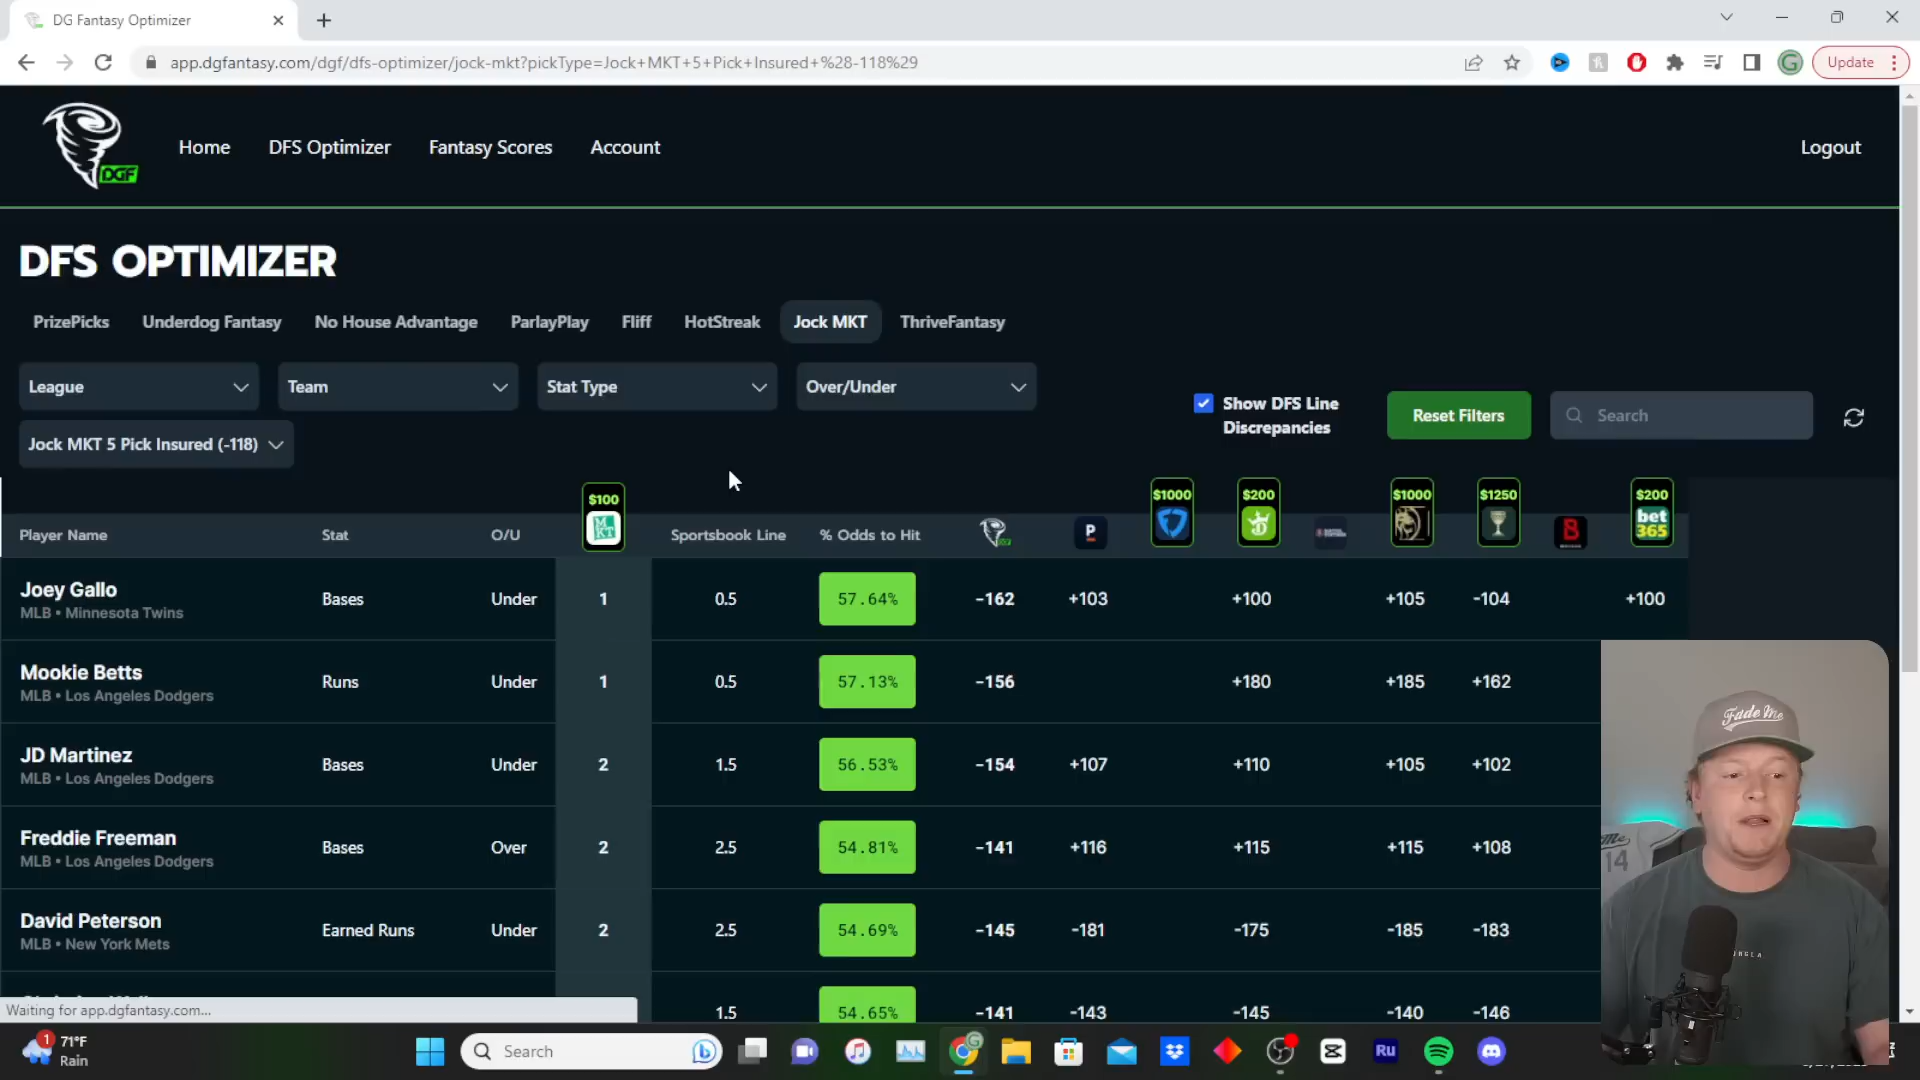 DG Fantasy Optimizer
app.dgfantasy.com/dgf/dfs-optimizer/jock-mkt?pickType=Jock+MKT+5+Pick+Insured+%28-118%29
G
Update
DGF
Home
DFS Optimizer
Fantasy Scores
Account
Logout
DFS OPTIMIZER
PrizePicks
Underdog Fantasy
No House Advantage
ParlayPlay
Fliff
HotStreak
Jock MKT
ThriveFantasy
League
Team
Stat Type
Over/Under
Show DFS Line
Discrepancies
Reset Filters
Search
Jock MKT 5 Pick Insured (-118)
Player Name
Stat
O/U
$100
MKT
Sportsbook Line
% Odds to Hit
P
$1000
$200
$1000
$1250
B
$200
bet
365
Joey Gallo
MLB • Minnesota Twins
Bases
Under
1
0.5
57.64%
-162
+103
+100
+105
-104
+100
Mookie Betts
MLB • Los Angeles Dodgers
Runs
Under
1
0.5
57.13%
-156
+180
+185
+162
JD Martinez
MLB • Los Angeles Dodgers
Bases
Under
2
1.5
56.53%
-154
+107
+110
+105
+102
Freddie Freeman
MLB • Los Angeles Dodgers
Bases
Over
2
2.5
54.81%
-141
+116
+115
+115
+108
David Peterson
MLB • New York Mets
Earned Runs
Under
2
2.5
54.69%
-145
-181
-175
-185
-183
1.5
54.65%
-141
-143
-145
-140
-146
Waiting for app.dgfantasy.com...
Fade Me
14
1
71°F
Rain
Search
Ru